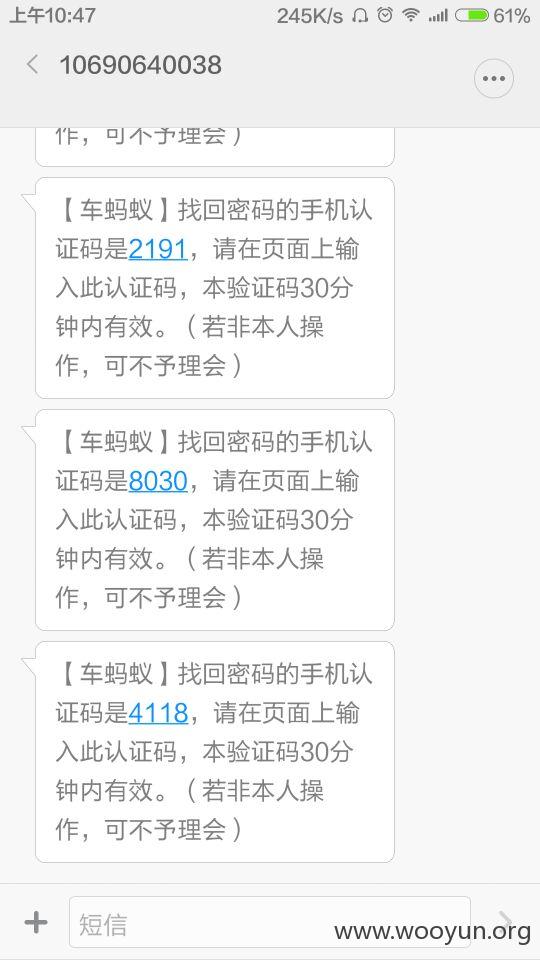 上午10:47
245K/s
61%
10690640038
作，可不予理会）
【车蚂蚁】找回密码的手机认
证码是2191，请在页面上输
入此认证码，本验证码30分
钟内有效。（若非本人操
作，可不予理会）
【车蚂蚁】找回密码的手机认
证码是8030，请在页面上输
入此认证码，本验证码30分
钟内有效。（若非本人操
作，可不予理会）
【车蚂蚁】找回密码的手机认
证码是4118，请在页面上输
入此认证码，本验证码30分
钟内有效。（若非本人操
作，可不予理会）
短信
www.wooyun.org